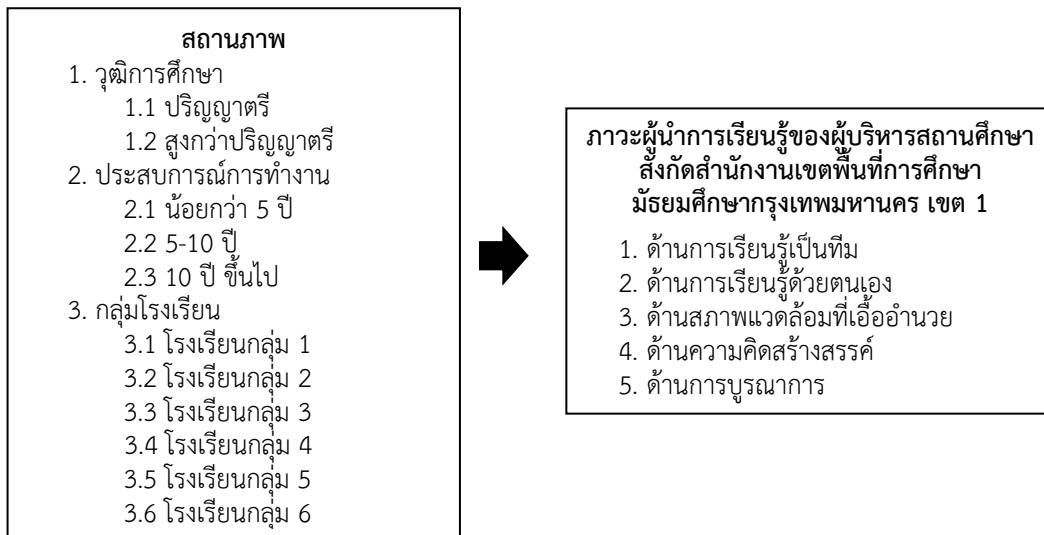 สถานภาพ
1. วุฒิการศึกษา
1.1 ปริญญาตรี
1.2 สูงกว่าปริญญาตรี
2. ประสบการณ์การทำงาน
2.1 น้อยกว่า 5 ปี
2.2 5-10 ปี
2.3 10 ปี ขึ้นไป
3. กลุ่มโรงเรียน
3.1 โรงเรียนกลุ่ม 1
3.2 โรงเรียนกลุ่ม 2
3.3 โรงเรียนกลุ่ม 3
3.4 โรงเรียนกลุ่ม 4
3.5 โรงเรียนกลุ่ม 5
3.6 โรงเรียนกลุ่ม 6
ภาวะผู้นำการเรียนรู้ของผู้บริหารสถานศึกษา
สังกัดสำนักงานเขตพื้นที่การศึกษา
มัธยมศึกษากรุงเทพมหานคร เขต 1
1. ด้านการเรียนรู้เป็นทีม
2. ด้านการเรียนรู้ด้วยตนเอง
3. ด้านสภาพแวดล้อมที่เอื้ออำนวย
4. ด้านความคิดสร้างสรรค์
5. ด้านการบูรณาการ